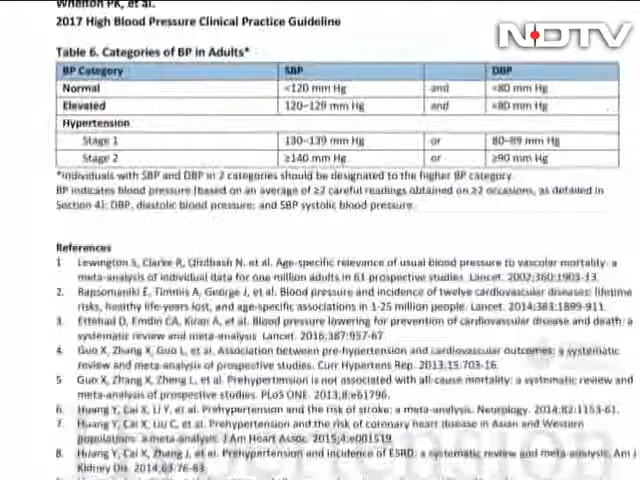 Whelton PK, et al.
2017 High Blood Pressure Clinical Practice Guideline
NDTV
Table 6. Categories of BP in Adults*
BP Category SBP DBP
Normal <120 mm Hg and <80 mm Hg
Elevated 120–129 mm Hg and <80 mm Hg
Hypertension
Stage 1 130–139 mm Hg or 80–89 mm Hg
Stage 2 ≥140 mm Hg or ≥90 mm Hg
*Individuals with SBP and DBP in 2 categories should be designated to the higher BP category.
BP indicates blood pressure (based on an average of ≥2 careful readings obtained on ≥2 occasions, as detailed in
Section 4); DBP, diastolic blood pressure; and SBP systolic blood pressure.
References
1. Lewington S, Clarke R, Qizilbash N, et al. Age-specific relevance of usual blood pressure to vascular mortality: a
meta-analysis of individual data for one million adults in 61 prospective studies. Lancet. 2002;360:1903-13.
2. Rapsomaniki E, Timmis A, George J, et al. Blood pressure and incidence of twelve cardiovascular diseases: lifetime
risks, healthy life-years lost, and age-specific associations in 1·25 million people. Lancet. 2014;383:1899-911.
3. Ettehad D, Emdin CA, Kiran A, et al. Blood pressure lowering for prevention of cardiovascular disease and death: a
systematic review and meta-analysis. Lancet. 2016;387:957-67.
4. Guo X, Zhang X, Guo L, et al. Association between pre-hypertension and cardiovascular outcomes: a systematic
review and meta-analysis of prospective studies. Curr Hypertens Rep. 2013;15:703-16.
5. Guo X, Zhang X, Zheng L, et al. Prehypertension is not associated with all-cause mortality: a systematic review and
meta-analysis of prospective studies. PLoS ONE. 2013;8:e61796.
6. Huang Y, Cai X, Li Y, et al. Prehypertension and the risk of stroke: a meta-analysis. Neurology. 2014;82:1153-61.
7. Huang Y, Cai X, Liu C, et al. Prehypertension and the risk of coronary heart disease in Asian and Western
populations: a meta-analysis. J Am Heart Assoc. 2015;4:e001519.
8. Huang Y, Cai X, Zhang J, et al. Prehypertension and incidence of ESRD: a systematic review and meta-analysis. Am J
Kidney Dis. 2014;63:76-83.